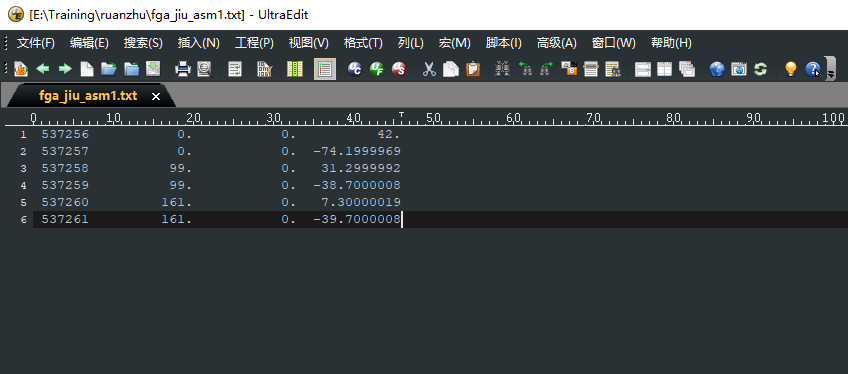 [E:\Training\ruanzhu\fga_jiu_asm1.txt] - UltraEdit
文件(F) 编辑(E) 搜索(S) 插入(N) 工程(P) 视图(V) 格式(T) 列(L) 宏(M) 脚本(I) 高级(A) 窗口(W) 帮助(H)
fga_jiu_asm1.txt
0 10 20 30 40 50 60 70 80 90 100
1 537256 0. 0. 42.
2 537257 0. 0. -74.1999969
3 537258 99. 0. 31.2999992
4 537259 99. 0. -38.7000008
5 537260 161. 0. 7.30000019
6 537261 161. 0. -39.7000008